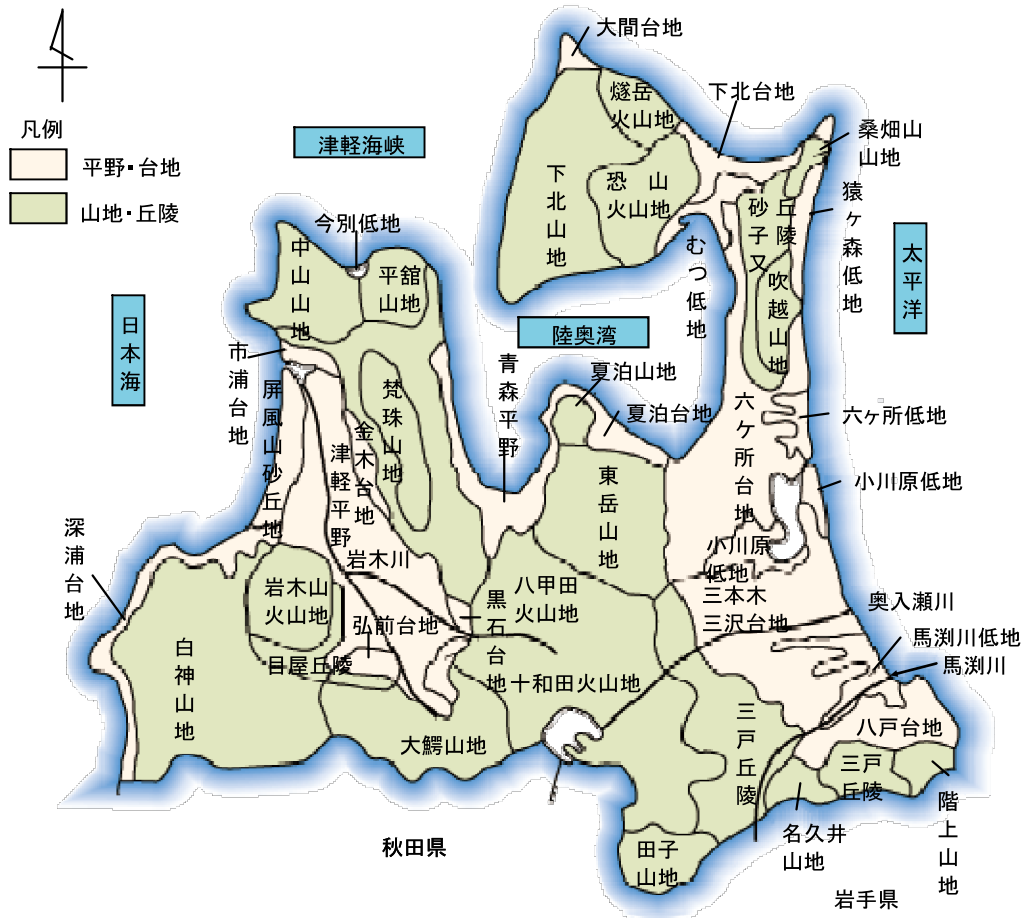 大間台地
燧岳
火山地
下北台地
凡例
津軽海峡
桑畑山
山地
平野・台地
下北山地
恐山
火山地
砂子又
丘陵
猿ヶ森低地
山地・丘陵
今別低地
中山山地
平舘
山地
むつ低地
吹越山地
太平洋
日本海
陸奥湾
市浦台地
青森平野
夏泊山地
夏泊台地
屏風山砂丘地
梵珠山地
金木台地
津軽平野
六ケ所台地
六ヶ所低地
東岳山地
小川原低地
深浦台地
岩木川
小川原
低地
岩木山
火山地
八甲田
火山地
黒石台地
三本木
三沢台地
奥入瀬川
弘前台地
馬渕川低地
目屋丘陵
馬渕川
白神山地
十和田火山地
三戸丘陵
八戸台地
大鰐山地
三戸
丘陵
階上山地
名久井
山地
秋田県
田子
山地
岩手県